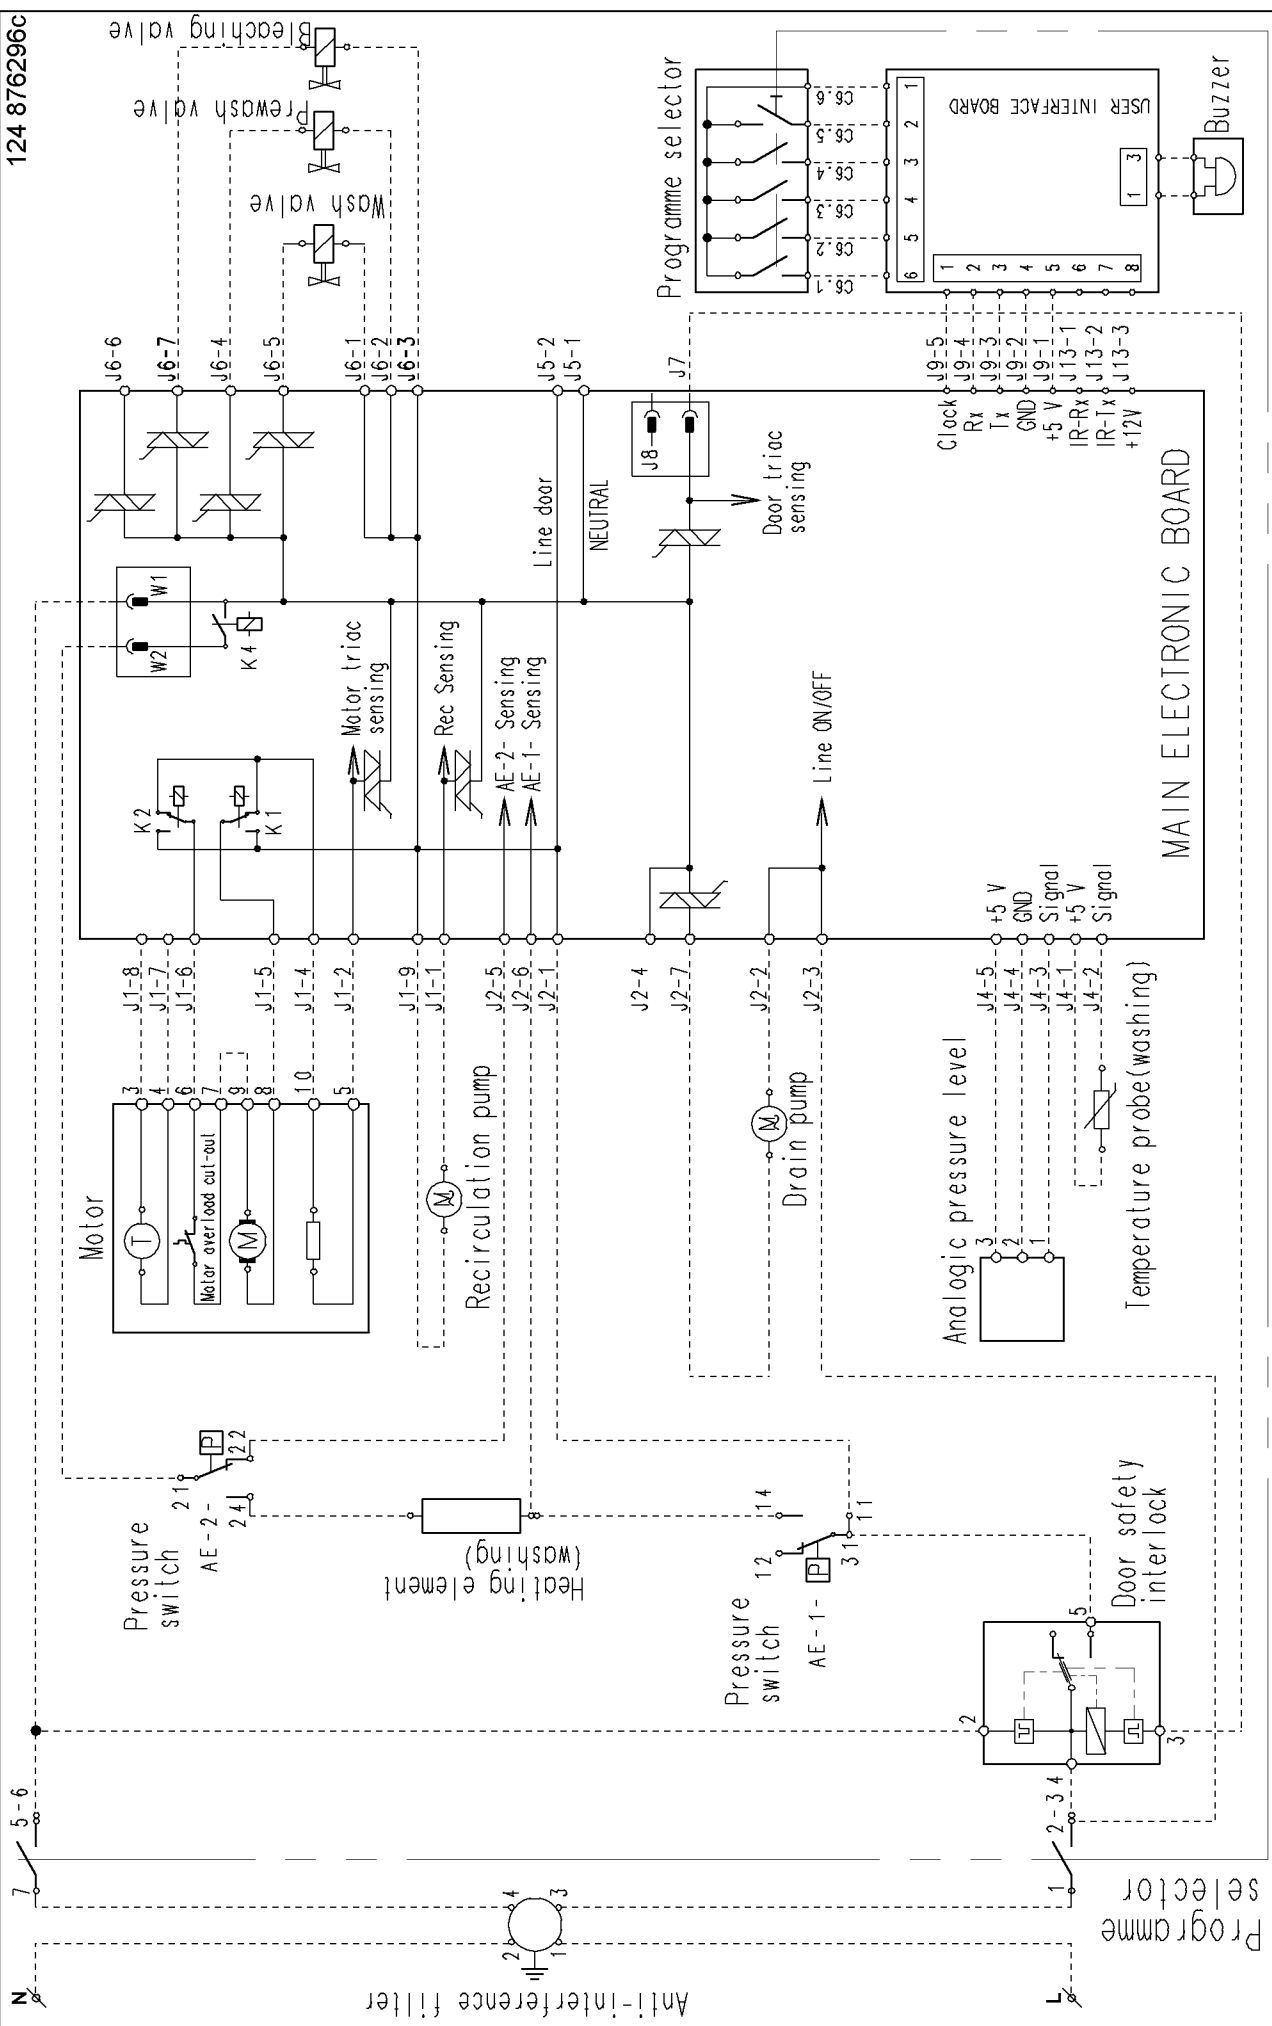 124 876296c
Bleaching valve
Prewash valve
Wash valve
Programme selector
C6.1
C6.2
C6.3
C6.4
C6.5
C6.6
6
5
4
3
2
1
USER INTERFACE BOARD
1
2
3
4
5
6
7
8
1 3
Buzzer
J6-6
J6-7
J6-4
J6-5
J6-1
J6-2
J6-3
J5-2
J5-1
J7
J9-5
J9-4
J9-3
J9-2
J9-1
J13-1
J13-2
J13-3
Clock
Rx
Tx
GND
+5 V
IR-Rx
IR-Tx
+12V
J8
Door triac
sensing
Line door
NEUTRAL
W2
W1
K4
K2
K1
Motor triac
sensing
Rec Sensing
AE-2- Sensing
AE-1- Sensing
Line ON/OFF
MAIN ELECTRONIC BOARD
+5 V
GND
Signal
+5 V
Signal
J1-8
J1-7
J1-6
J1-5
J1-4
J1-2
J1-9
J1-1
J2-5
J2-6
J2-1
J2-4
J2-7
J2-2
J2-3
J4-5
J4-4
J4-3
J4-1
J4-2
Motor
3
4
6
7
9
8
10
5
T
Motor overload cut-out
M
M
Recirculation pump
M
Drain pump
Analogic pressure level
3
2
1
Temperature probe(washing)
Pressure
switch
AE-2-
21
22
24
P
Heating element
(washing)
Pressure
switch
AE-1-
12
14
11
31
P
Door safety
interlock
2
5
3
4
7
5-6
1
2-3
Programme
selector
4
3
2
1
Anti-interference filter
N
L